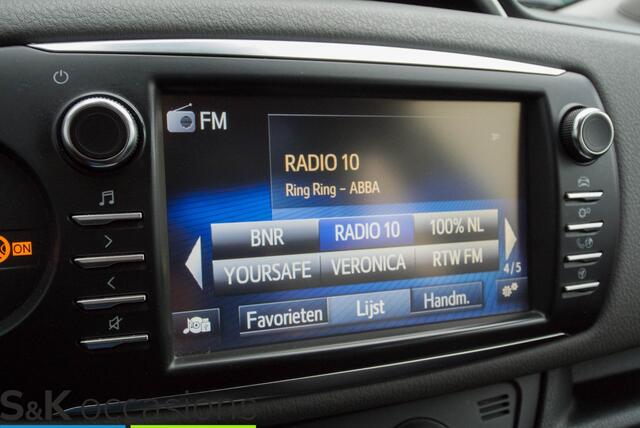 FM
RADIO 10
Ring Ring – ABBA
BNR RADIO 10 100% NL
YOURSAFE VERONICA RTW FM
4/5
Favorieten Lijst Handm.
ON
S&K occasions